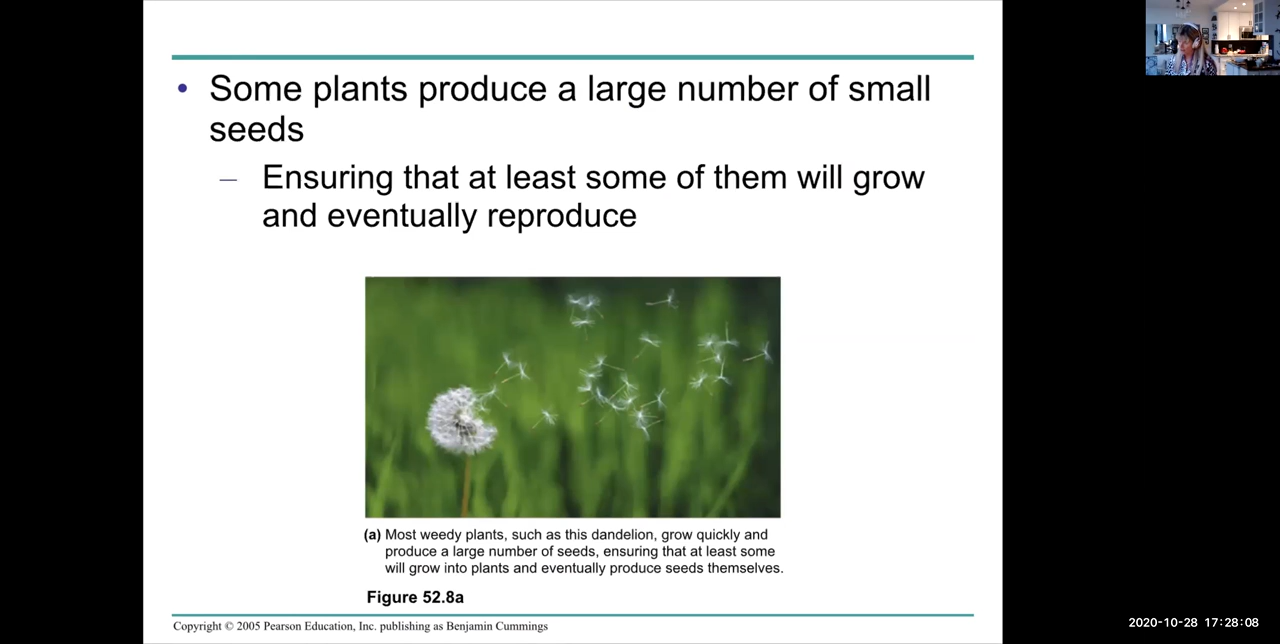 • Some plants produce a large number of small
seeds
– Ensuring that at least some of them will grow
and eventually reproduce
(a) Most weedy plants, such as this dandelion, grow quickly and
produce a large number of seeds, ensuring that at least some
will grow into plants and eventually produce seeds themselves.
Figure 52.8a
Copyright © 2005 Pearson Education, Inc. publishing as Benjamin Cummings
2020-10-28 17:28:08